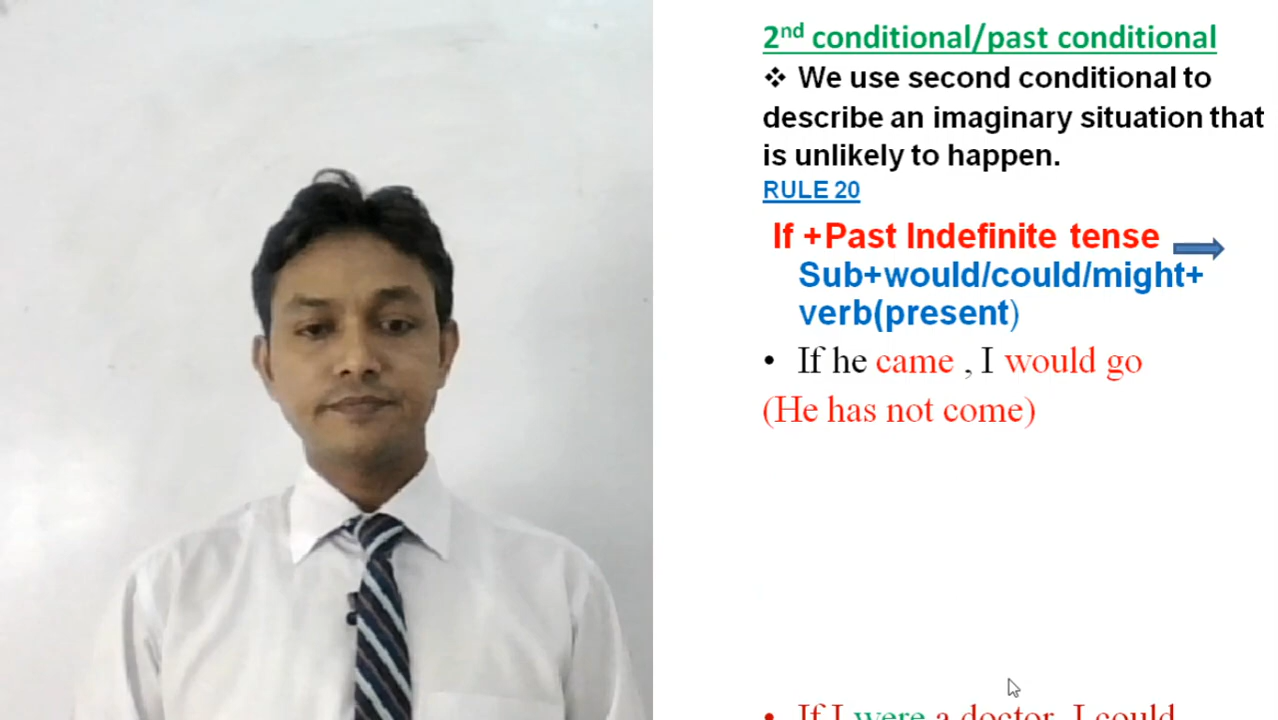 2nd conditional/past conditional
❖ We use second conditional to
describe an imaginary situation that
is unlikely to happen.
RULE 20
If +Past Indefinite tense
Sub+would/could/might+
verb(present)
• If he came , I would go
(He has not come)
• If I were a doctor, I could